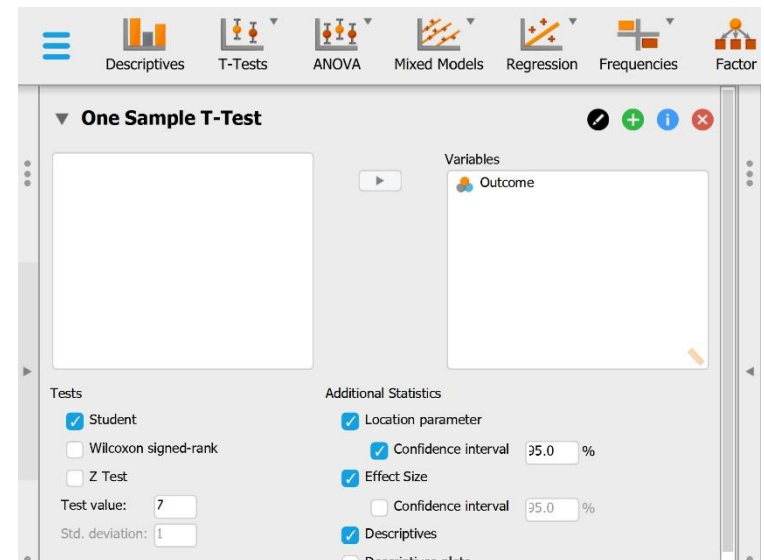 Descriptives T-Tests ANOVA Mixed Models Regression Frequencies Factor
One Sample T-Test
Variables
Outcome
Tests
Student
Wilcoxon signed-rank
Z Test
Test value: 7
Std. deviation: 1
Additional Statistics
Location parameter
Confidence interval 95.0 %
Effect Size
Confidence interval 95.0 %
Descriptives